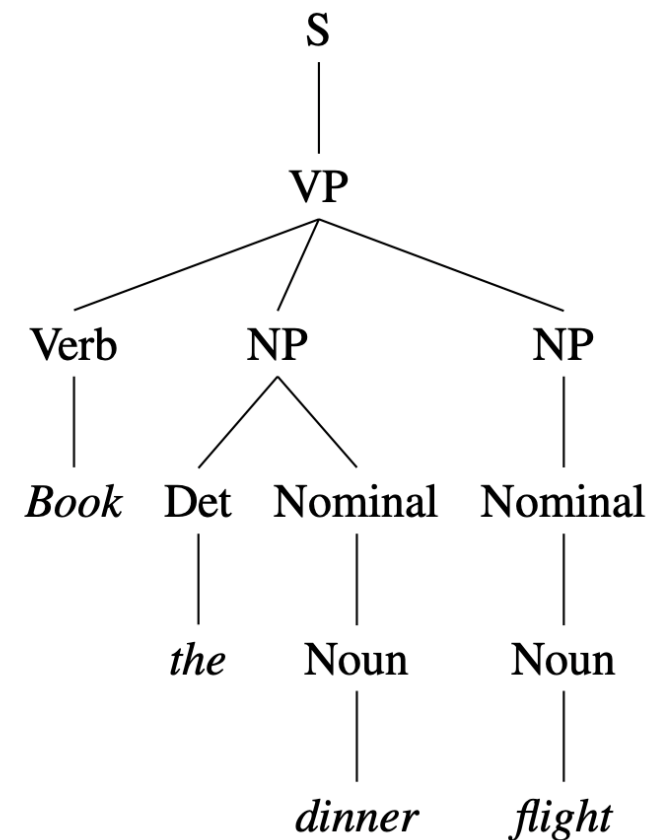 S
VP
Verb NP NP
Book Det Nominal Nominal
the Noun Noun
dinner flight